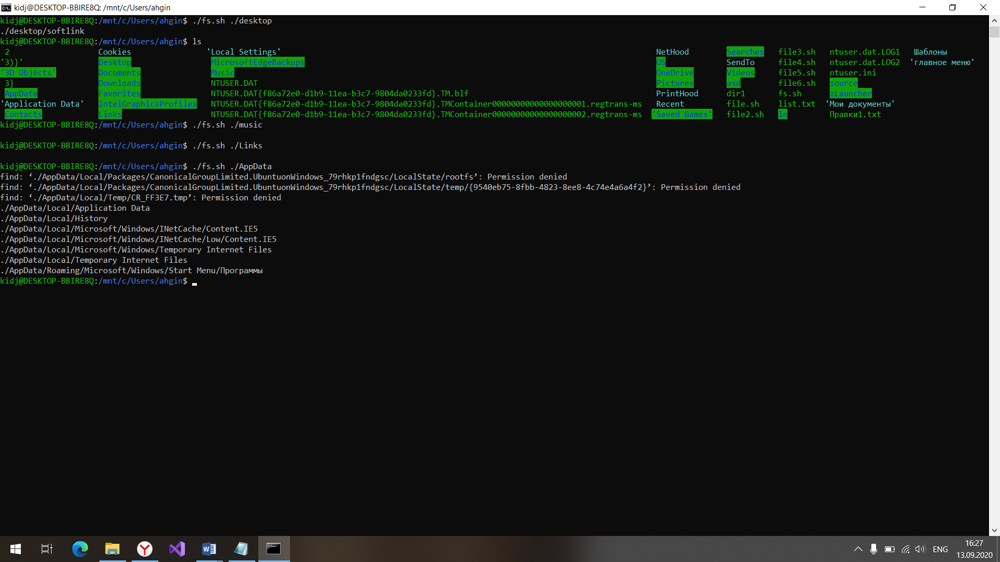 kidj@DESKTOP-BBIRE8Q: /mnt/c/Users/ahgin
kidj@DESKTOP-BBIRE8Q:/mnt/c/Users/ahgin$ ./fs.sh ./desktop
./desktop/softlink
kidj@DESKTOP-BBIRE8Q:/mnt/c/Users/ahgin$ ls
2 Cookies 'Local Settings' NetHood Searches file3.sh ntuser.dat.LOG1 Шаблоны
'3)}' Desktop MicrosoftEdgeBackups OS SendTo file4.sh ntuser.dat.LOG2 'главное меню'
'3D Objects' Documents Music OneDrive Videos file5.sh ntuser.ini
3} Downloads NTUSER.DAT Pictures asd file6.sh source
AppData Favorites NTUSER.DAT{f86a72e0-d1b9-11ea-b3c7-9804da0233fd}.TM.blf PrintHood dir1 fs.sh zLauncher
'Application Data' IntelGraphicsProfiles NTUSER.DAT{f86a72e0-d1b9-11ea-b3c7-9804da0233fd}.TMContainer00000000000000000001.regtrans-ms Recent file.sh list.txt 'Мои документы'
Contacts Links NTUSER.DAT{f86a72e0-d1b9-11ea-b3c7-9804da0233fd}.TMContainer00000000000000000002.regtrans-ms 'Saved Games' file2.sh ln Правки1.txt
kidj@DESKTOP-BBIRE8Q:/mnt/c/Users/ahgin$ ./fs.sh ./music
kidj@DESKTOP-BBIRE8Q:/mnt/c/Users/ahgin$ ./fs.sh ./Links
kidj@DESKTOP-BBIRE8Q:/mnt/c/Users/ahgin$ ./fs.sh ./AppData
find: ‘./AppData/Local/Packages/CanonicalGroupLimited.UbuntuonWindows_79rhkp1fndgsc/LocalState/rootfs’: Permission denied
find: ‘./AppData/Local/Packages/CanonicalGroupLimited.UbuntuonWindows_79rhkp1fndgsc/LocalState/temp/{9540eb75-8fbb-4823-8ee8-4c74e4a6a4f2}’: Permission denied
find: ‘./AppData/Local/Temp/CR_FF3E7.tmp’: Permission denied
./AppData/Local/Application Data
./AppData/Local/History
./AppData/Local/Microsoft/Windows/INetCache/Content.IE5
./AppData/Local/Microsoft/Windows/INetCache/Low/Content.IE5
./AppData/Local/Microsoft/Windows/Temporary Internet Files
./AppData/Local/Temporary Internet Files
./AppData/Roaming/Microsoft/Windows/Start Menu/Программы
kidj@DESKTOP-BBIRE8Q:/mnt/c/Users/ahgin$
ENG
16:27
13.09.2020